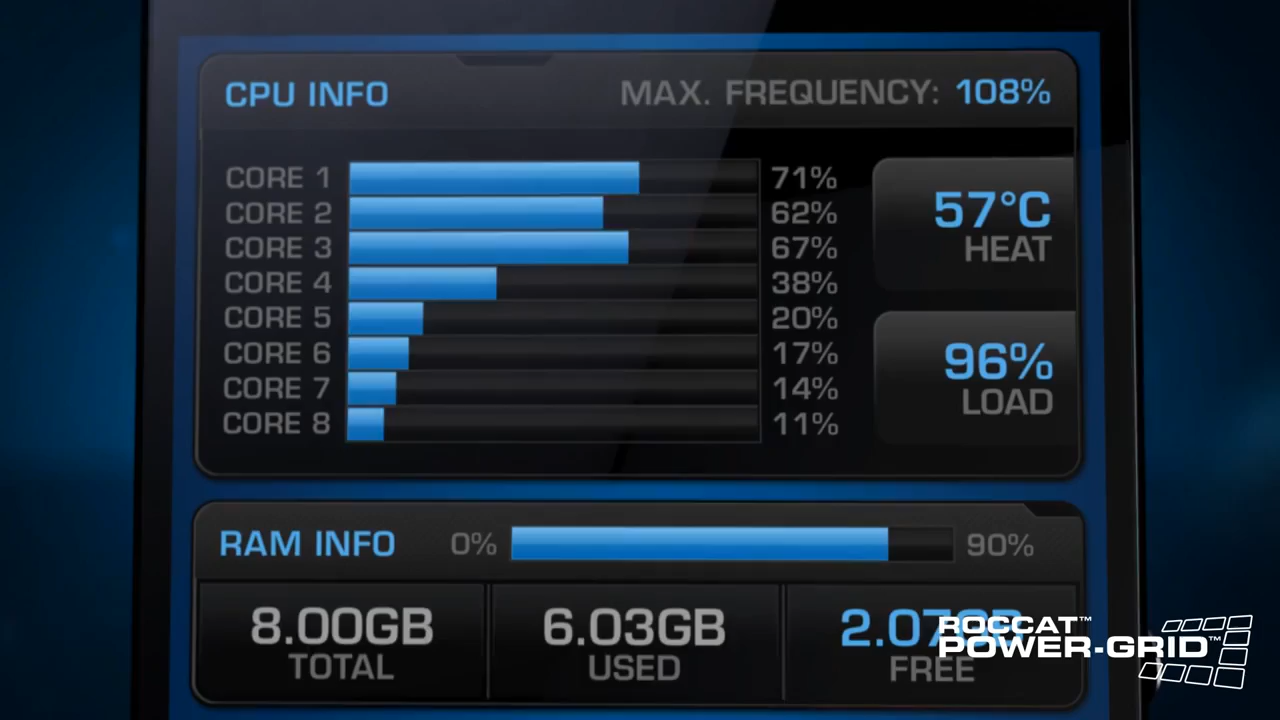 CPU INFO MAX. FREQUENCY: 108%
CORE 1 71%
CORE 2 62%
CORE 3 67%
CORE 4 38%
CORE 5 20%
CORE 6 17%
CORE 7 14%
CORE 8 11%
57°C
HEAT
96%
LOAD
RAM INFO 0% 90%
8.00GB 6.03GB 2.07GB
TOTAL USED FREE
ROCCAT™
POWER-GRID™